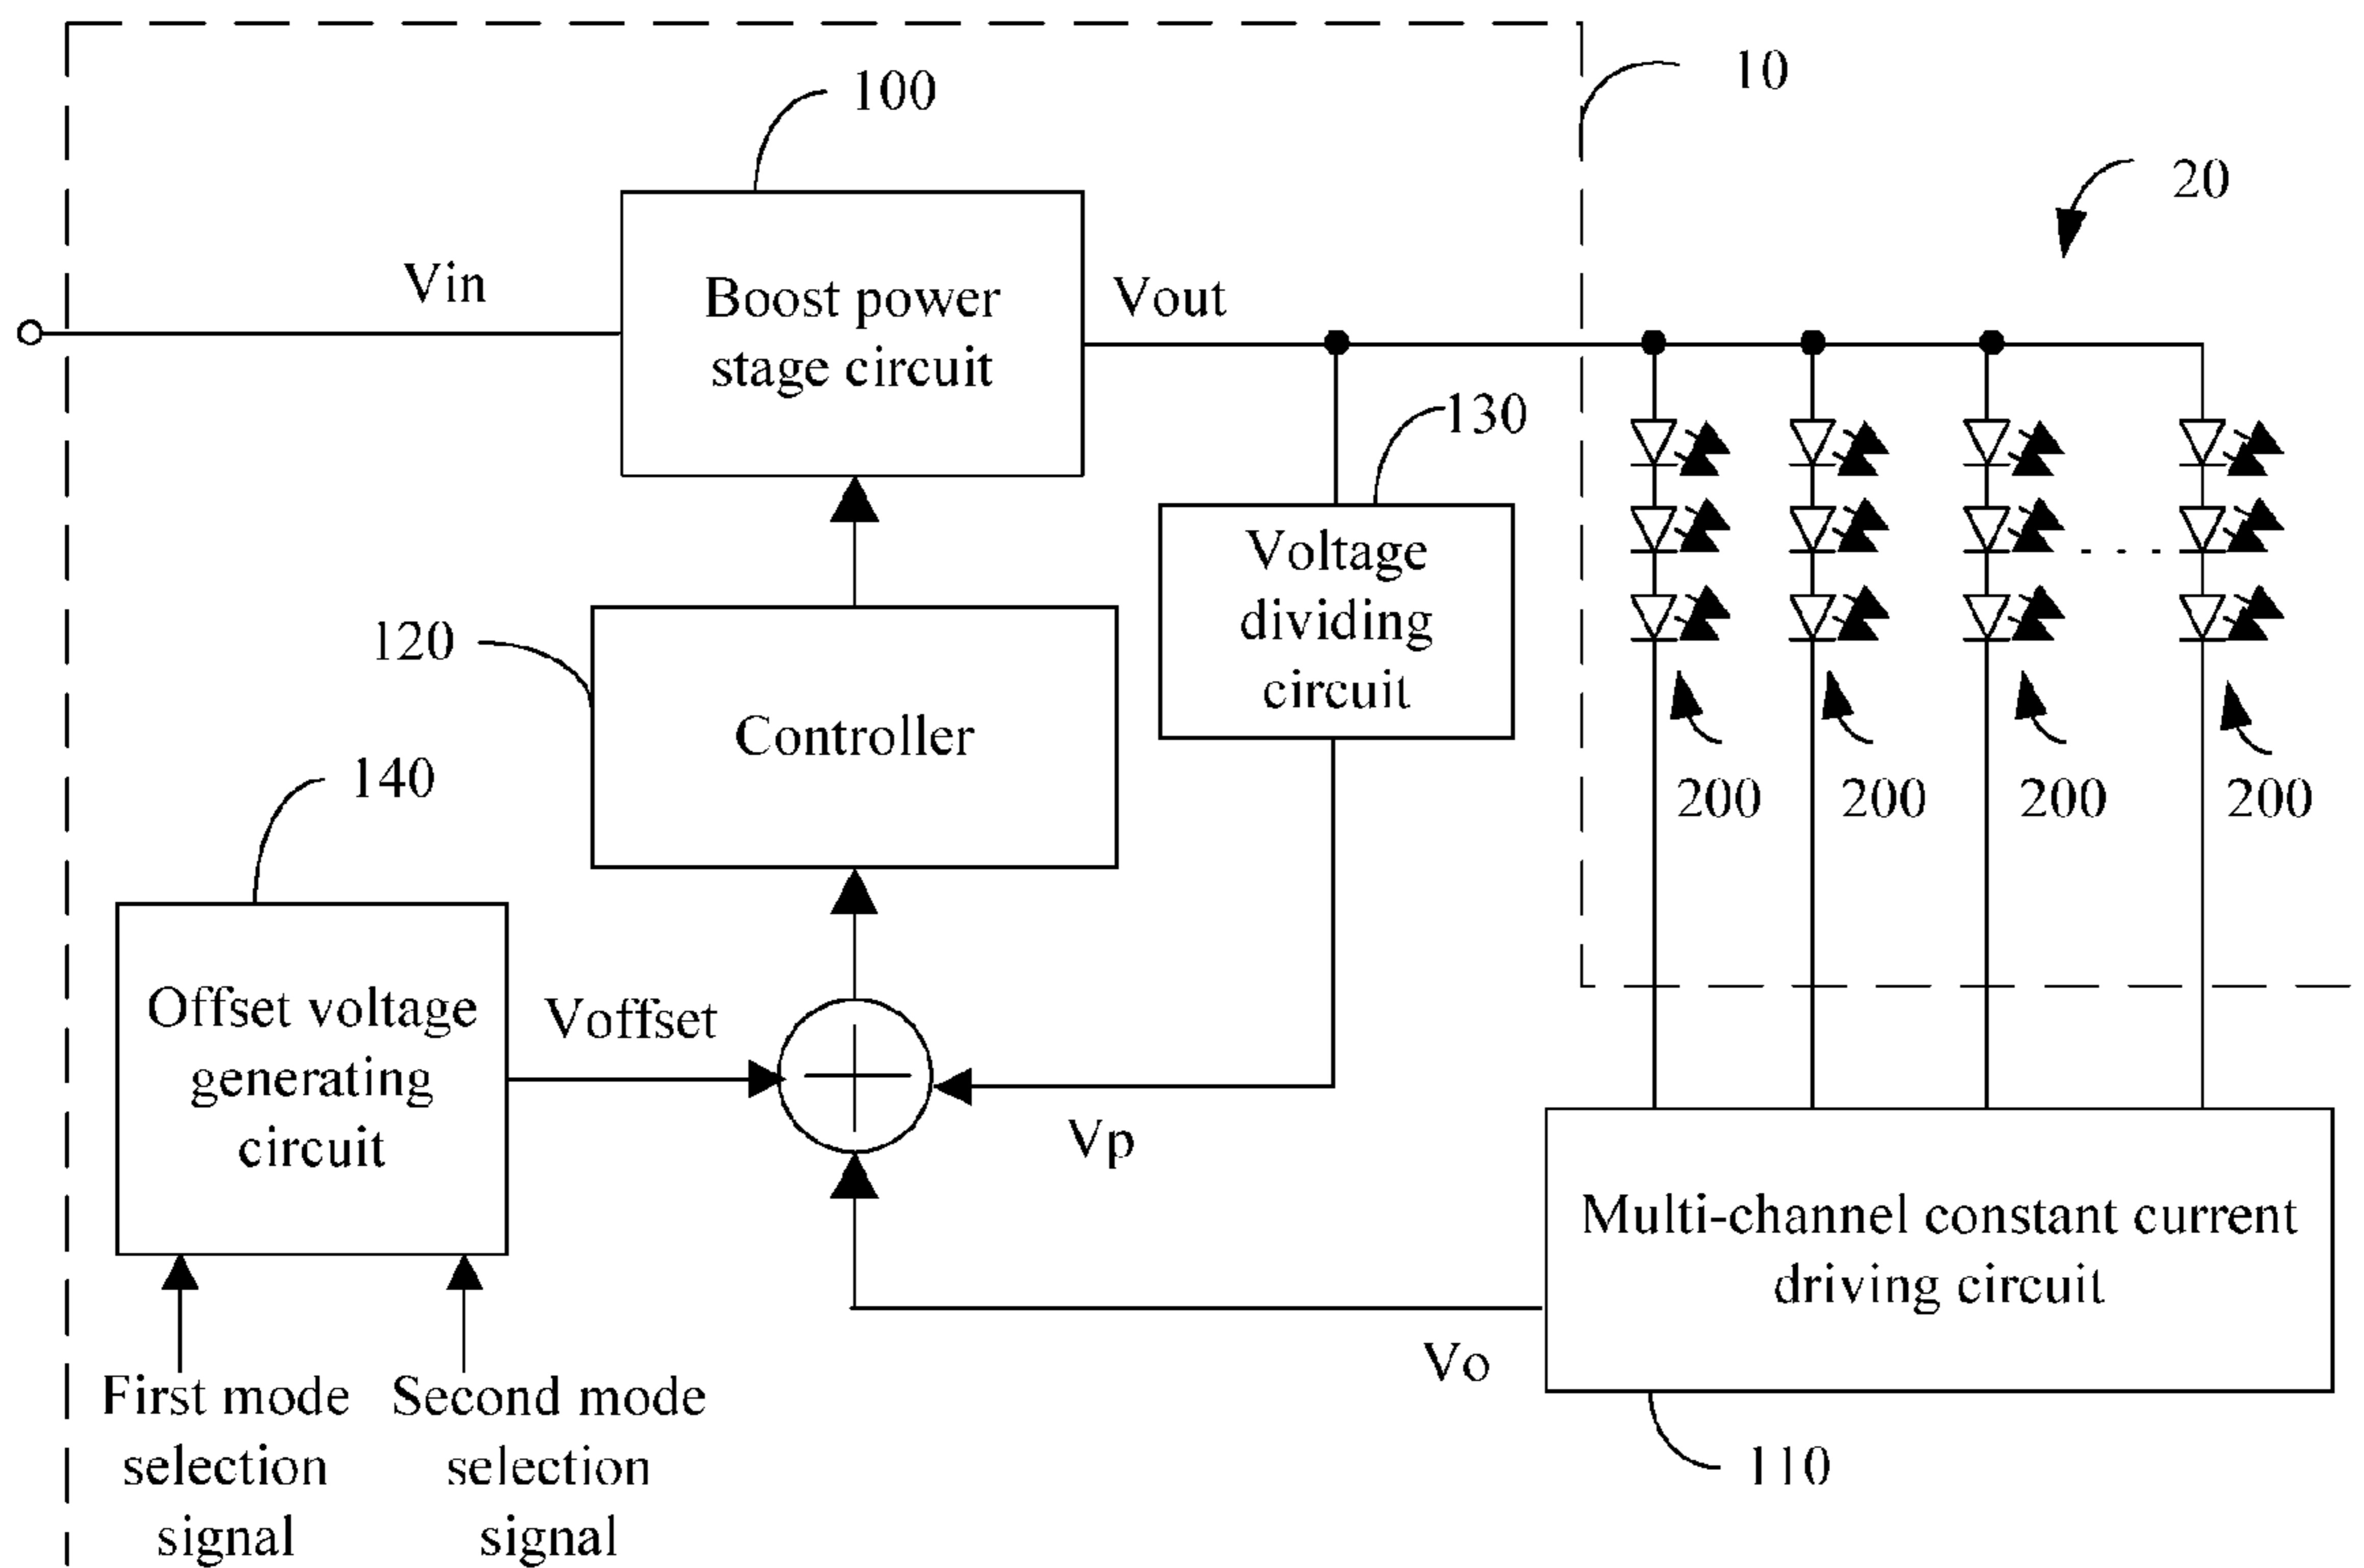 10
100
20
Vin
Boost power
stage circuit
Vout
130
Voltage
dividing
circuit
120
Controller
140
200 200 200 200
Offset voltage
generating
circuit
Voffset
Vp
Multi-channel constant current
driving circuit
Vo
First mode
selection
signal
Second mode
selection
signal
110